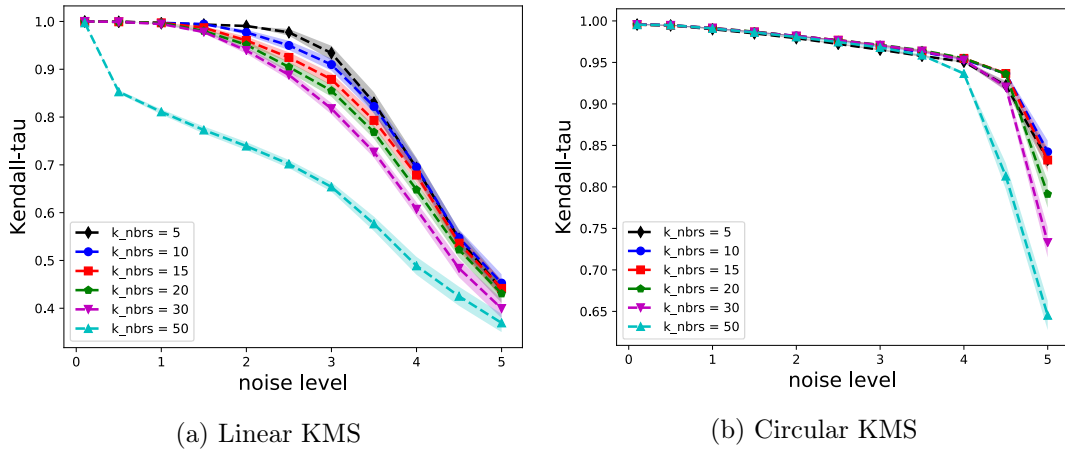 1.0
0.9
0.8
0.7
0.6
0.5
0.4
Kendall-tau
k_nbrs = 5
k_nbrs = 10
k_nbrs = 15
k_nbrs = 20
k_nbrs = 30
k_nbrs = 50
0 1 2 3 4 5
noise level
(a) Linear KMS
1.00
0.95
0.90
0.85
0.80
0.75
0.70
0.65
Kendall-tau
k_nbrs = 5
k_nbrs = 10
k_nbrs = 15
k_nbrs = 20
k_nbrs = 30
k_nbrs = 50
0 1 2 3 4 5
noise level
(b) Circular KMS